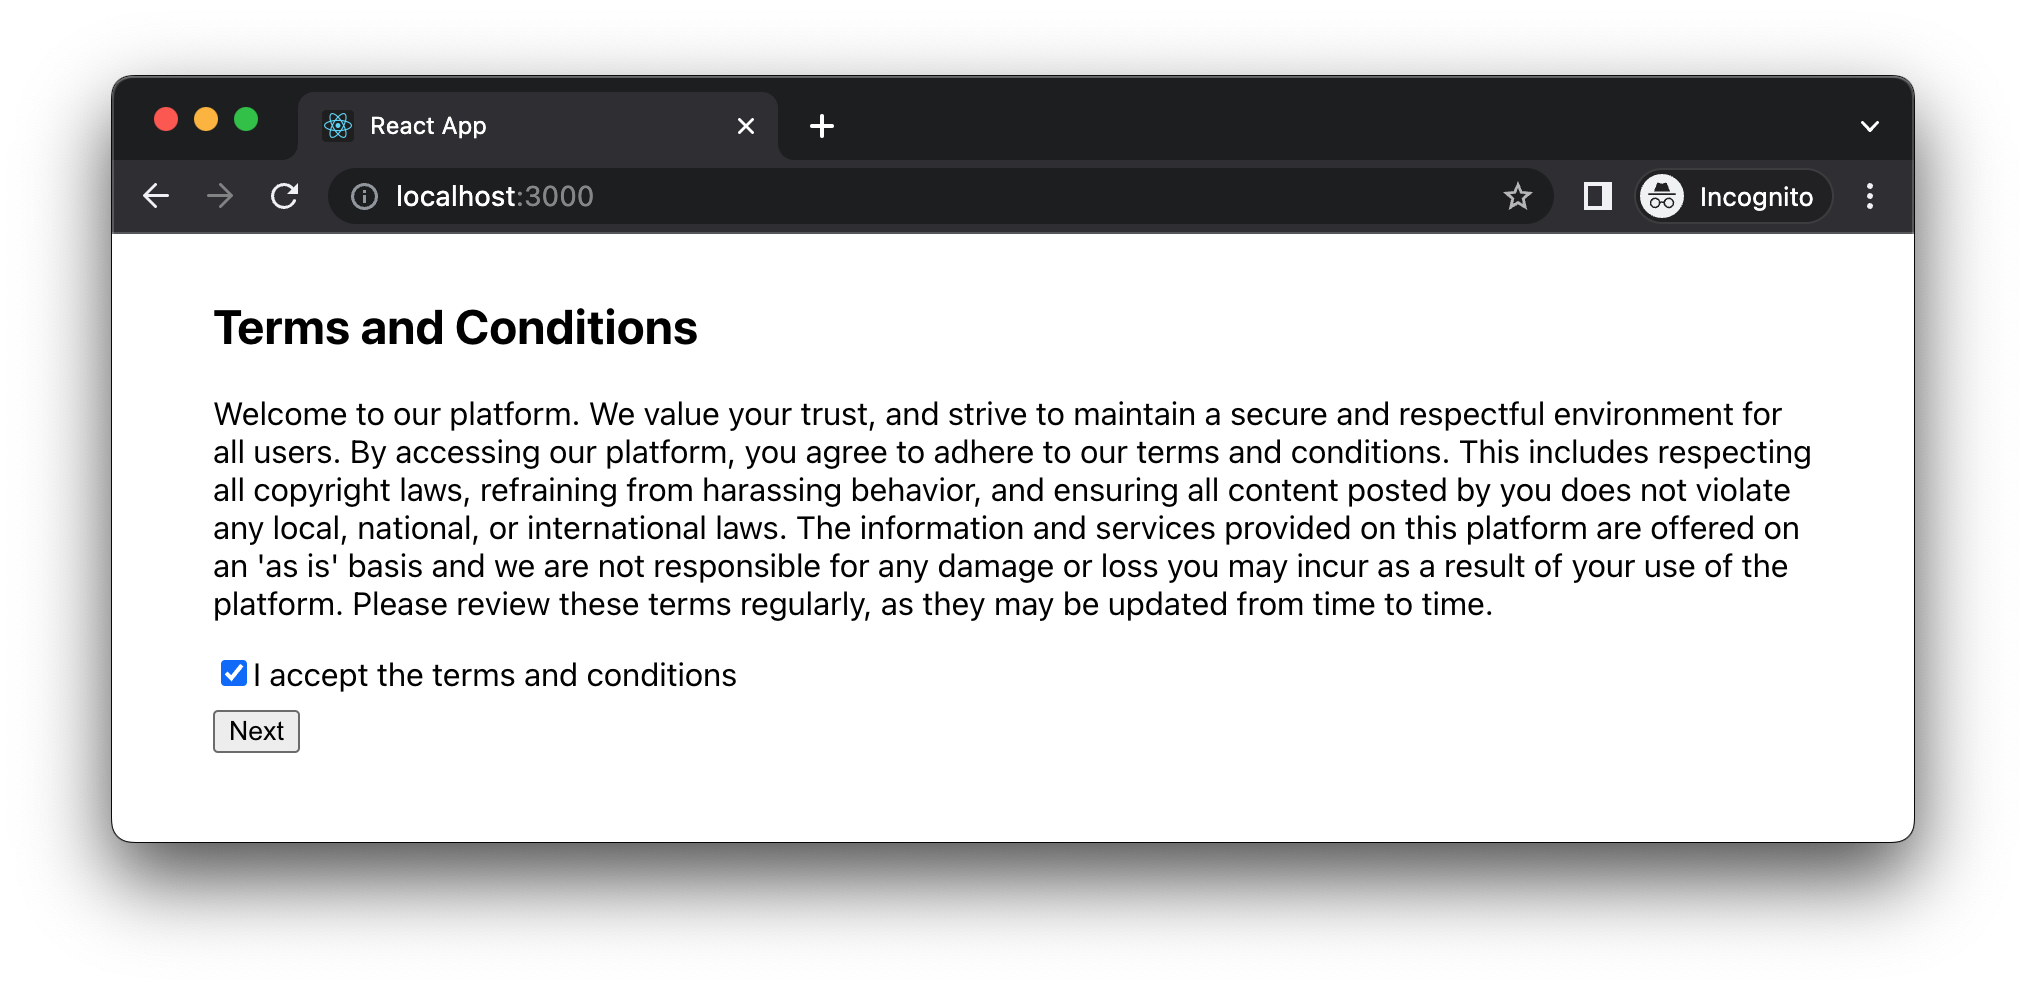 React App
localhost:3000
Incognito
Terms and Conditions
Welcome to our platform. We value your trust, and strive to maintain a secure and respectful environment for
all users. By accessing our platform, you agree to adhere to our terms and conditions. This includes respecting
all copyright laws, refraining from harassing behavior, and ensuring all content posted by you does not violate
any local, national, or international laws. The information and services provided on this platform are offered on
an 'as is' basis and we are not responsible for any damage or loss you may incur as a result of your use of the
platform. Please review these terms regularly, as they may be updated from time to time.
I accept the terms and conditions
Next